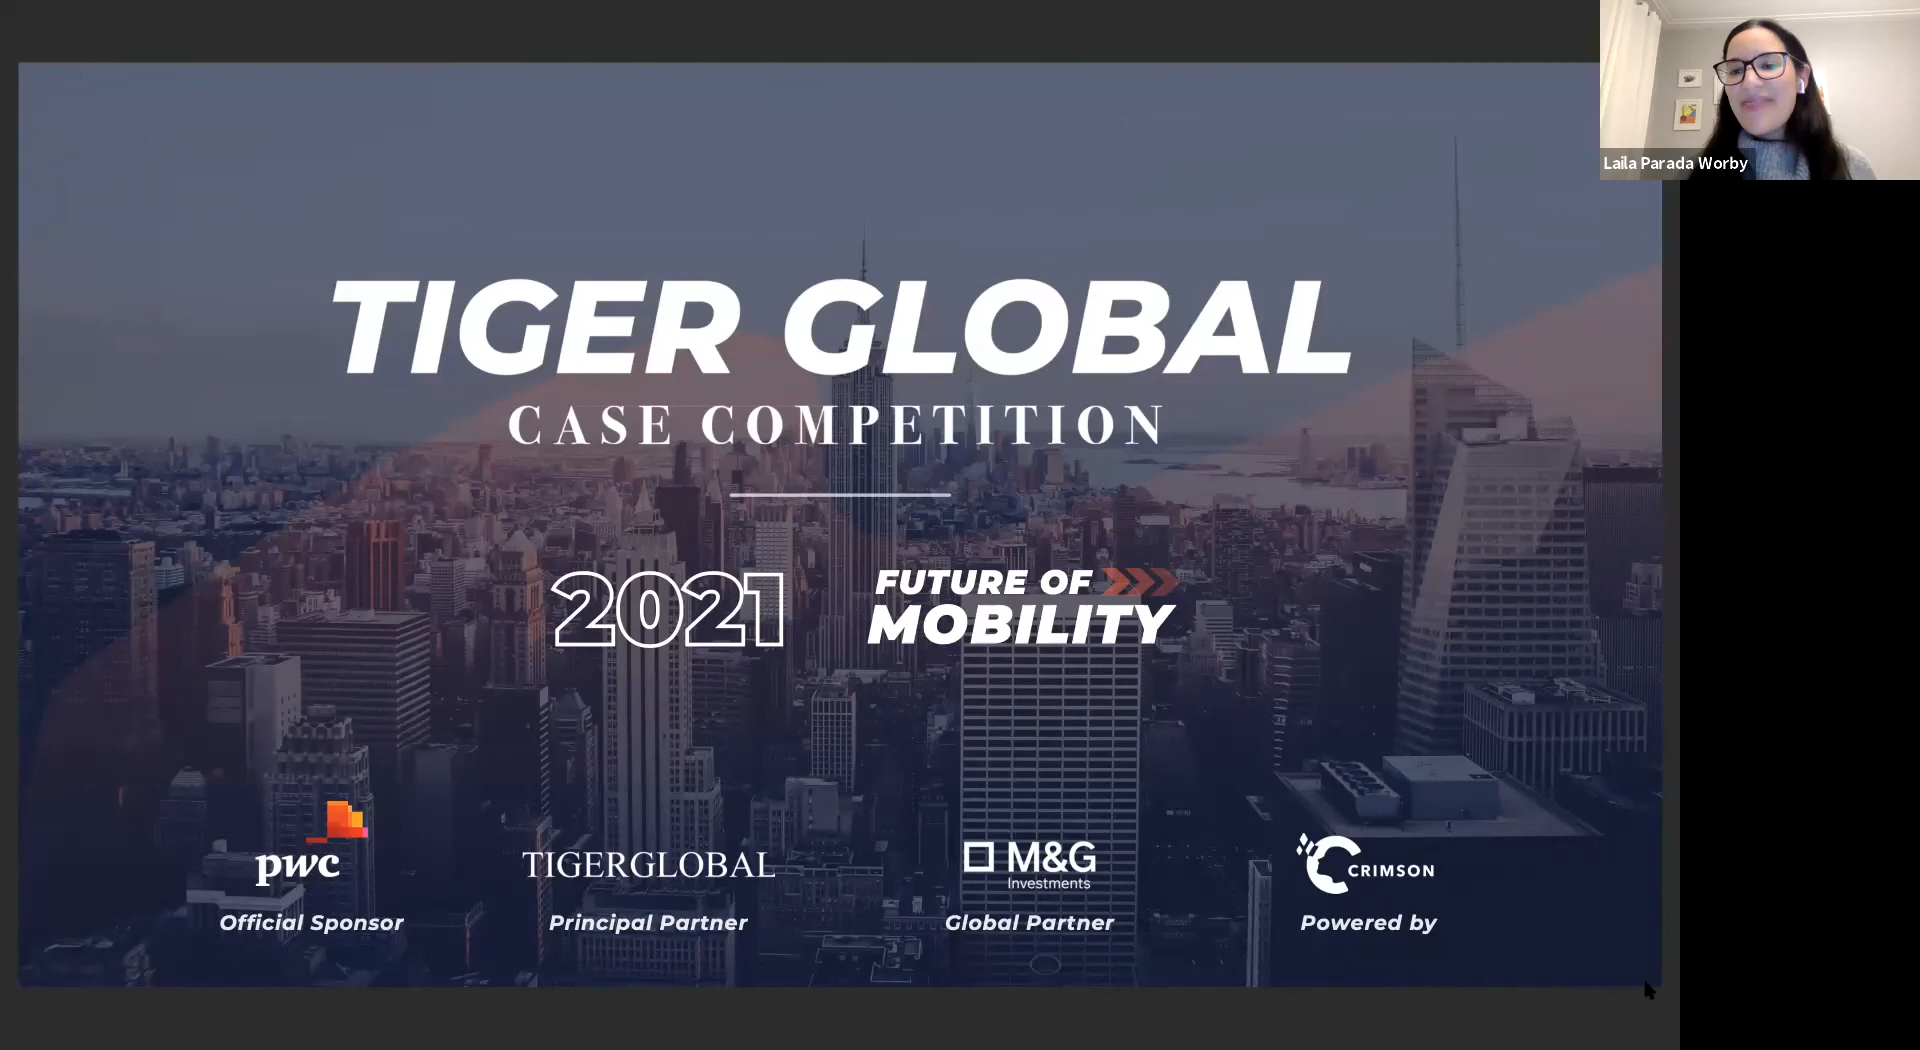 Laila Parada Worby
TIGER GLOBAL
CASE COMPETITION
2021
FUTURE OF
MOBILITY
pwc
Official Sponsor
TIGERGLOBAL
Principal Partner
M&G
Investments
Global Partner
CRIMSON
Powered by